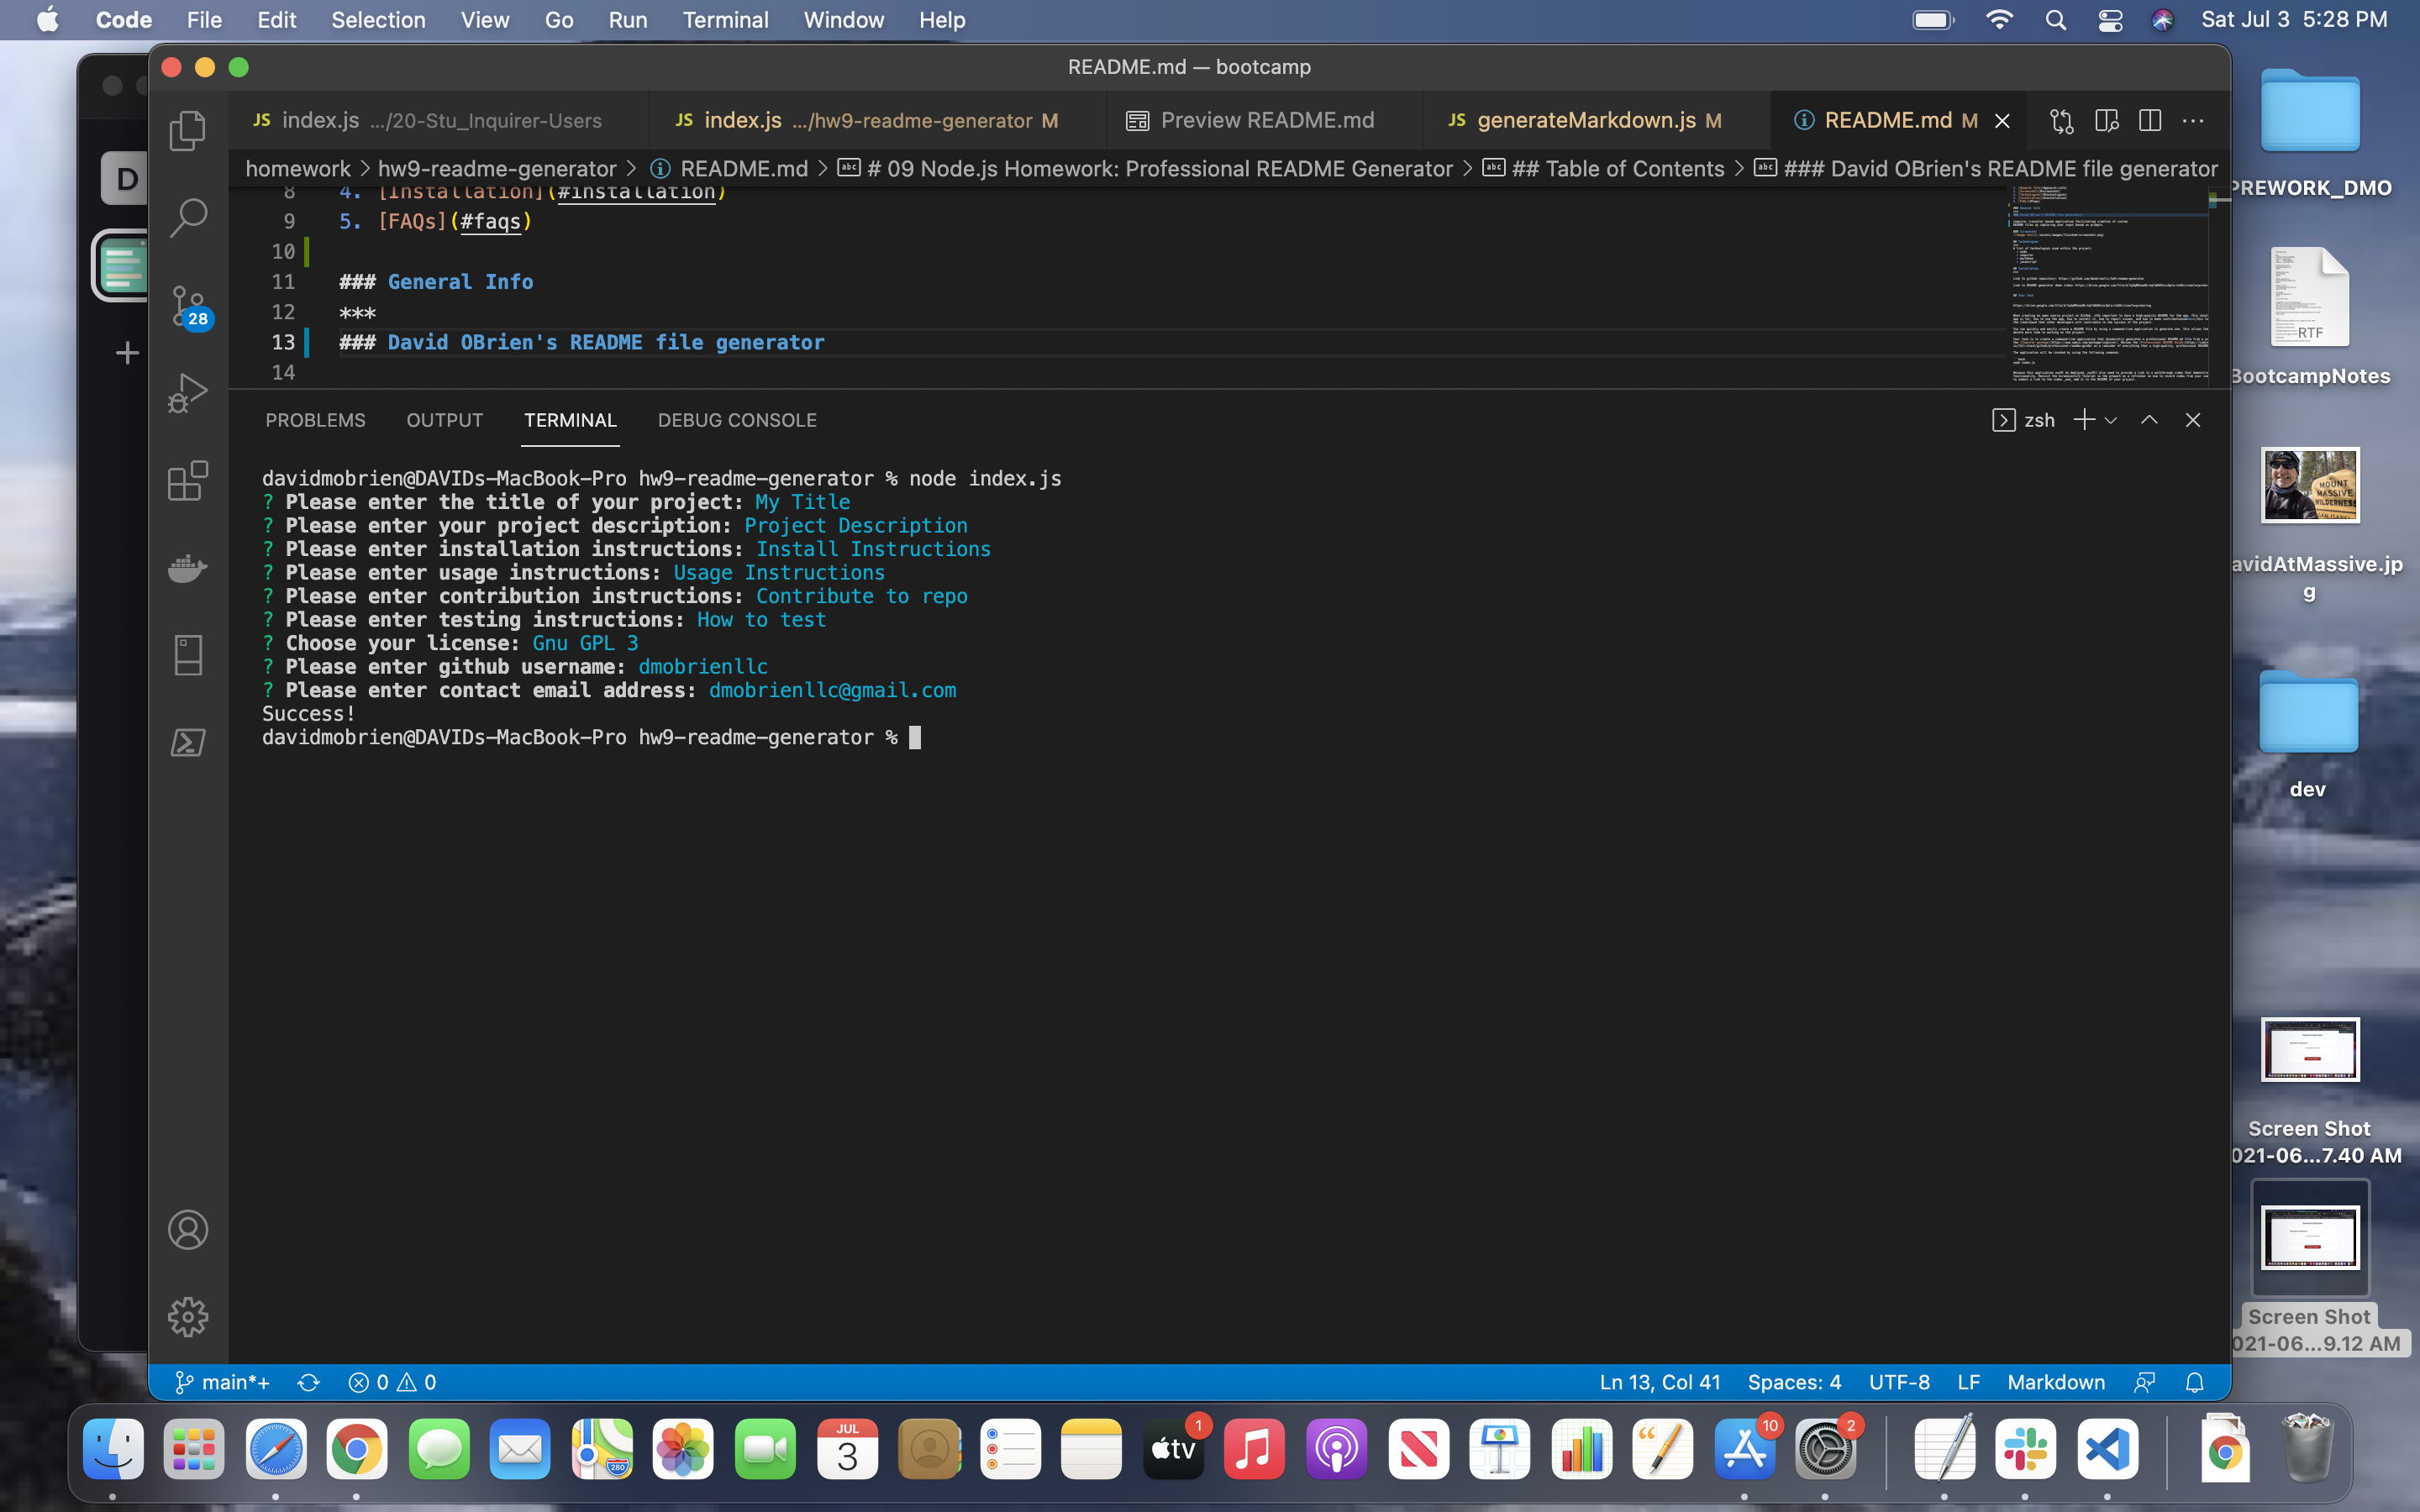 Code File Edit Selection View Go Run Terminal Window Help Sat Jul 3 5:28 PM
README.md — bootcamp
JS index.js .../20-Stu_Inquirer-Users JS index.js .../hw9-readme-generator M Preview README.md JS generateMarkdown.js M README.md M
homework > hw9-readme-generator > README.md > # 09 Node.js Homework: Professional README Generator > ## Table of Contents > ### David OBrien's README file generator
8 4. [Installation](#installation)
9 5. [FAQs](#faqs)
10
11 ### General Info
12 ***
13 ### David OBrien's README file generator
14
D
28
PROBLEMS OUTPUT TERMINAL DEBUG CONSOLE zsh
davidmobrien@DAVIDs-MacBook-Pro hw9-readme-generator % node index.js
? Please enter the title of your project: My Title
? Please enter your project description: Project Description
? Please enter installation instructions: Install Instructions
? Please enter usage instructions: Usage Instructions
? Please enter contribution instructions: Contribute to repo
? Please enter testing instructions: How to test
? Choose your license: Gnu GPL 3
? Please enter github username: dmobrienllc
? Please enter contact email address: dmobrienllc@gmail.com
Success!
davidmobrien@DAVIDs-MacBook-Pro hw9-readme-generator %
PREWORK_DMO
RTF
BootcampNotes
MOUNT
MASSIVE
WILDERNESS
avidAtMassive.jp
g
dev
Screen Shot
021-06...7.40 AM
Screen Shot
021-06...9.12 AM
main*+ 0 0 Ln 13, Col 41 Spaces: 4 UTF-8 LF Markdown
280
JUL
3
tv
1
10
2